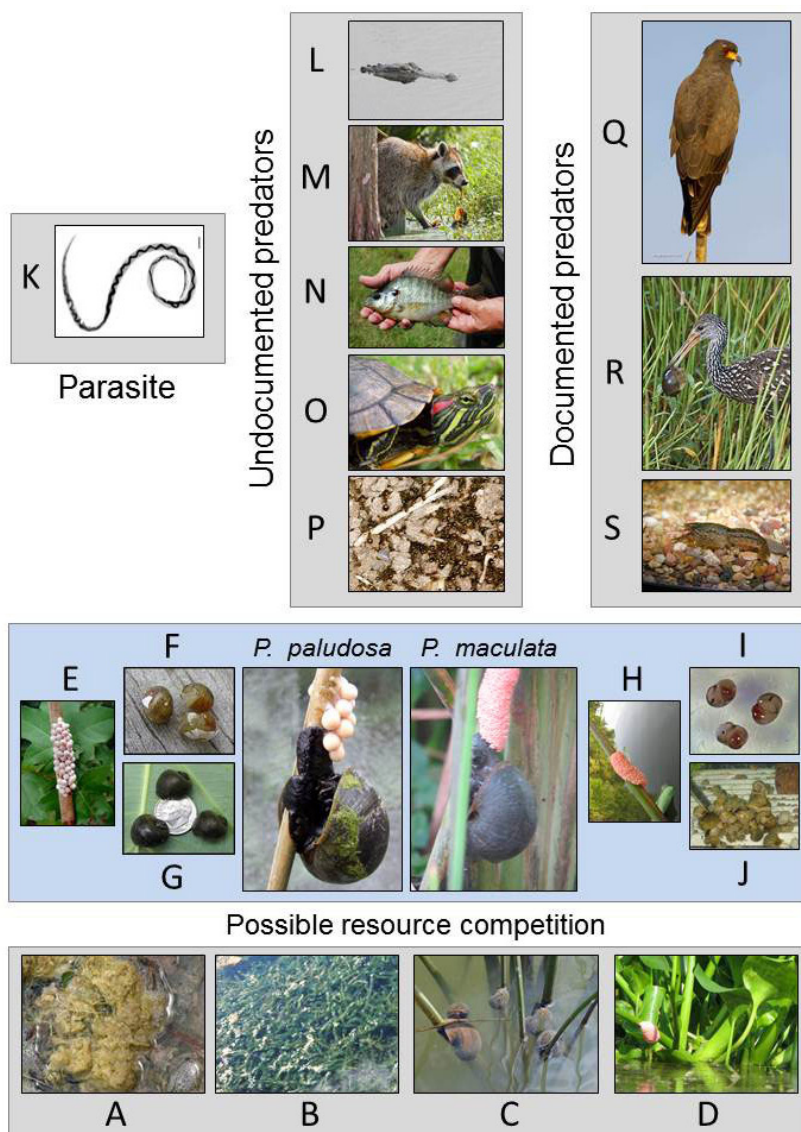 L
M
N
O
P
Undocumented predators
Q
R
S
Documented predators
K
Parasite
P. paludosa
P. maculata
E
F
G
H
I
J
Possible resource competition
A
B
C
D